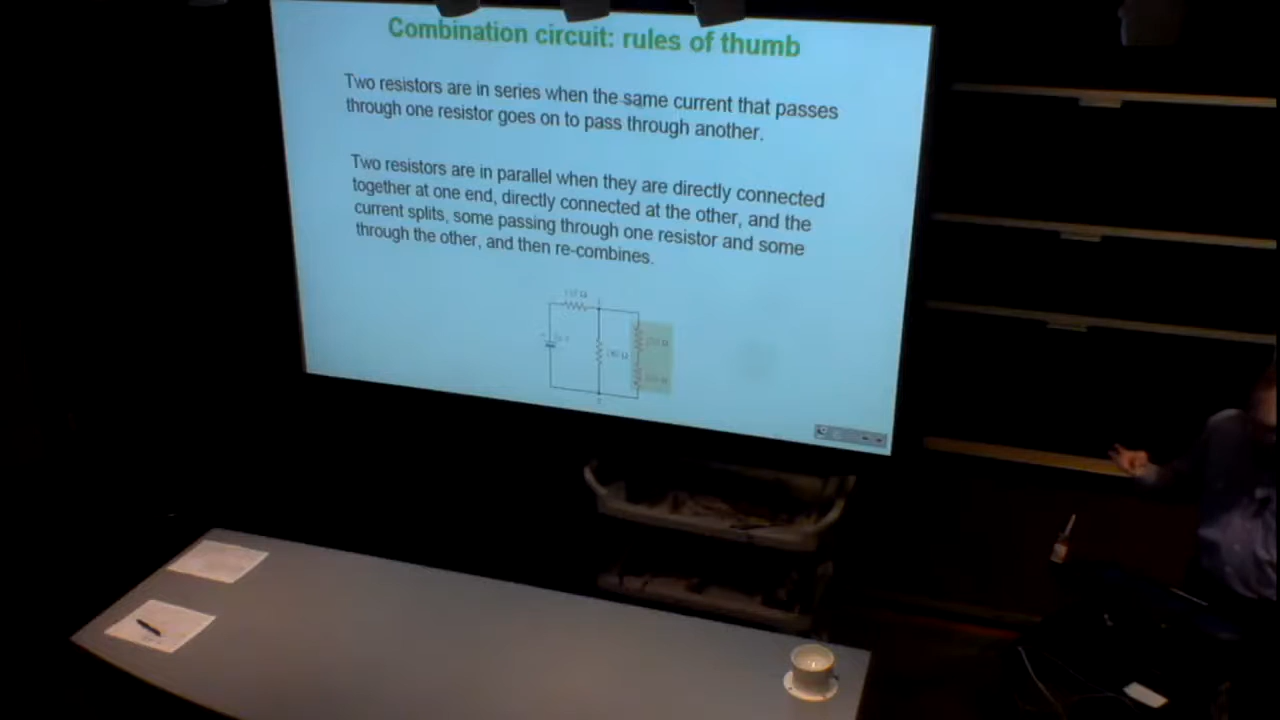 Combination circuit: rules of thumb
Two resistors are in series when the same current that passes
through one resistor goes on to pass through another.
Two resistors are in parallel when they are directly connected
together at one end, directly connected at the other, and the
current splits, some passing through one resistor and some
through the other, and then re-combines.